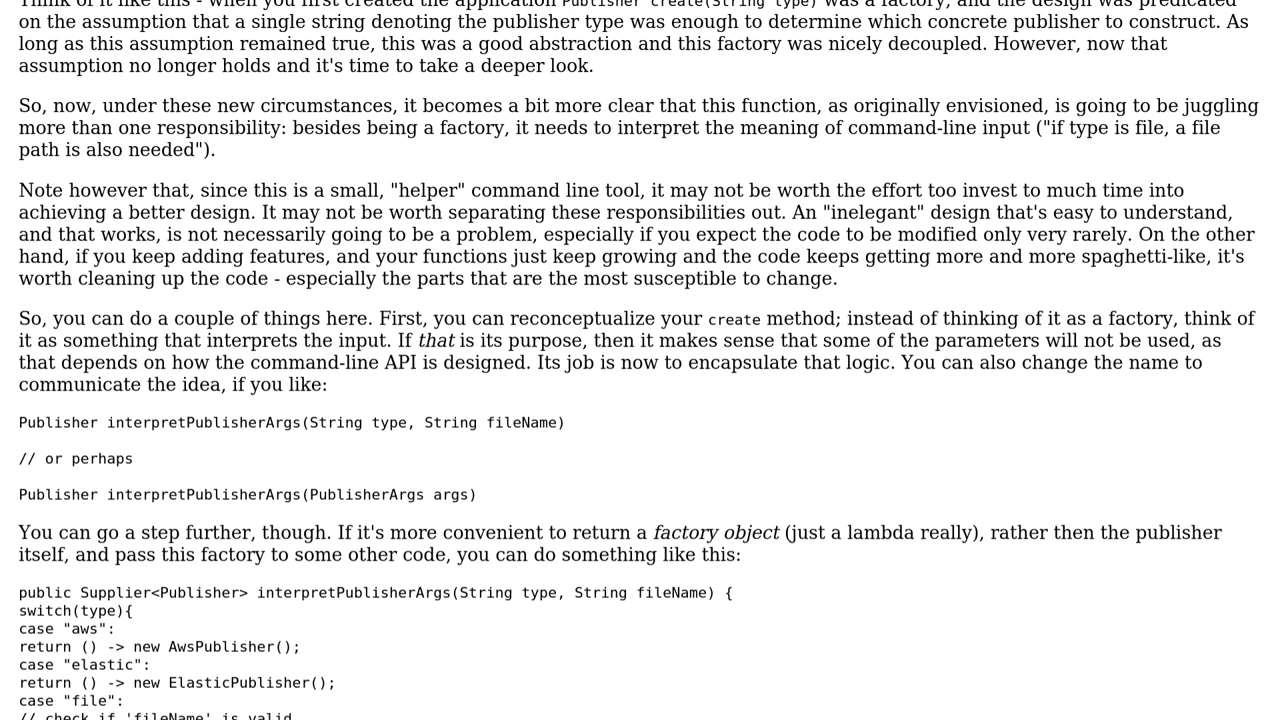 Think of it like this - when you first created the application Publisher create(String type) was a factory, and the design was predicated
on the assumption that a single string denoting the publisher type was enough to determine which concrete publisher to construct. As
long as this assumption remained true, this was a good abstraction and this factory was nicely decoupled. However, now that
assumption no longer holds and it's time to take a deeper look.
So, now, under these new circumstances, it becomes a bit more clear that this function, as originally envisioned, is going to be juggling
more than one responsibility: besides being a factory, it needs to interpret the meaning of command-line input ("if type is file, a file
path is also needed").
Note however that, since this is a small, "helper" command line tool, it may not be worth the effort too invest to much time into
achieving a better design. It may not be worth separating these responsibilities out. An "inelegant" design that's easy to understand,
and that works, is not necessarily going to be a problem, especially if you expect the code to be modified only very rarely. On the other
hand, if you keep adding features, and your functions just keep growing and the code keeps getting more and more spaghetti-like, it's
worth cleaning up the code - especially the parts that are the most susceptible to change.
So, you can do a couple of things here. First, you can reconceptualize your create method; instead of thinking of it as a factory, think of
it as something that interprets the input. If that is its purpose, then it makes sense that some of the parameters will not be used, as
that depends on how the command-line API is designed. Its job is now to encapsulate that logic. You can also change the name to
communicate the idea, if you like:
Publisher interpretPublisherArgs(String type, String fileName)
// or perhaps
Publisher interpretPublisherArgs(PublisherArgs args)
You can go a step further, though. If it's more convenient to return a factory object (just a lambda really), rather then the publisher
itself, and pass this factory to some other code, you can do something like this:
public Supplier<Publisher> interpretPublisherArgs(String type, String fileName) {
switch(type){
case "aws":
return () -> new AwsPublisher();
case "elastic":
return () -> new ElasticPublisher();
case "file":
// check if 'fileName' is valid